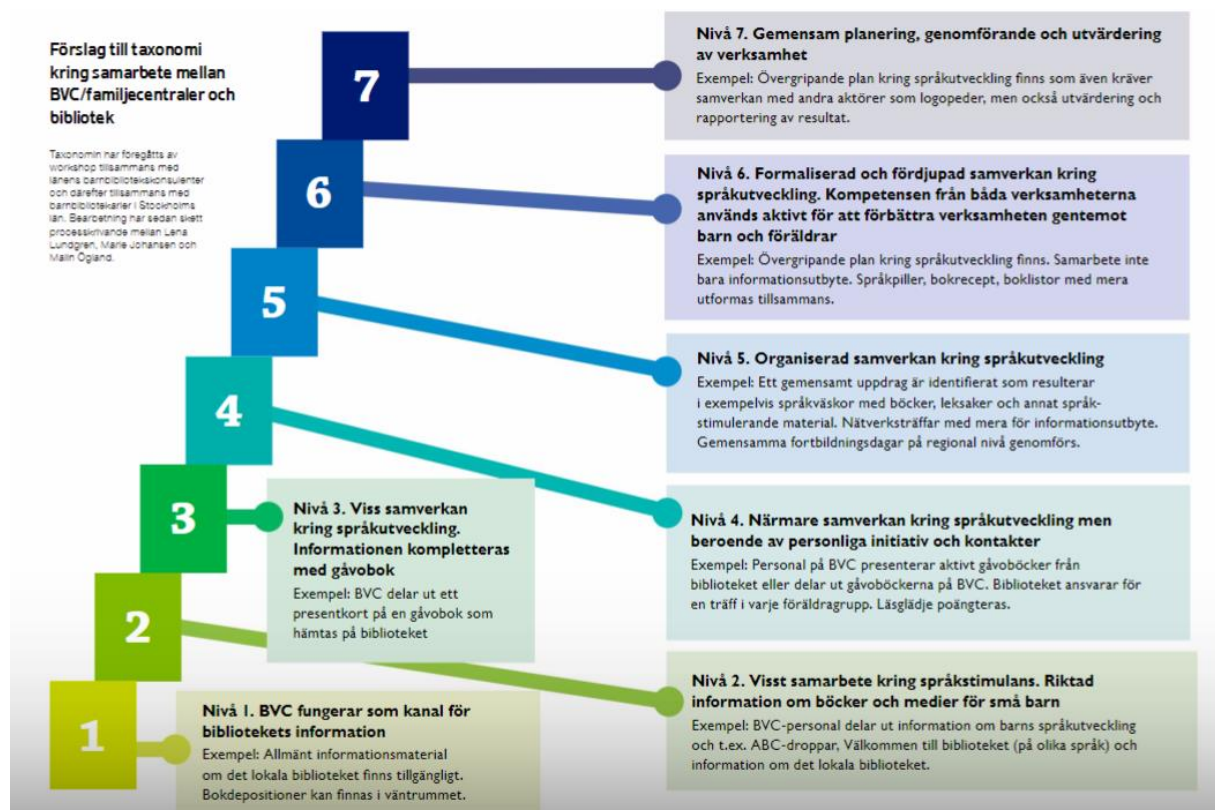 Förslag till taxonomi
kring samarbete mellan
BVC/familjecentraler och
bibliotek
Taxonomin har föregåtts av
workshop tillsammans med
länens barnbibliotekskonsulenter
och därefter tillsammans med
barnbibliotekarier i Stockholms
län. Bearbetning har sedan skett
processkrivande mellan Lena
Lundgren, Marie Johansen och
Malin Ögland.
7
Nivå 7. Gemensam planering, genomförande och utvärdering
av verksamhet
Exempel: Övergripande plan kring språkutveckling finns som även kräver
samverkan med andra aktörer som logopeder, men också utvärdering och
rapportering av resultat.
6
Nivå 6. Formaliserad och fördjupad samverkan kring
språkutveckling. Kompetensen från båda verksamheterna
används aktivt för att förbättra verksamheten gentemot
barn och föräldrar
Exempel: Övergripande plan kring språkutveckling finns. Samarbete inte
bara informationsutbyte. Språkpiller, bokrecept, boklistor med mera
utformas tillsammans.
5
Nivå 5. Organiserad samverkan kring språkutveckling
Exempel: Ett gemensamt uppdrag är identifierat som resulterar
i exempelvis språkväskor med böcker, leksaker och annat språk-
stimulerande material. Nätverksträffar med mera för informationsutbyte.
Gemensamma fortbildningsdagar på regional nivå genomförs.
4
Nivå 4. Närmare samverkan kring språkutveckling men
beroende av personliga initiativ och kontakter
Exempel: Personal på BVC presenterar aktivt gåvoböcker från
biblioteket eller delar ut gåvoböckerna på BVC. Biblioteket ansvarar för
en träff i varje föräldragrupp. Läsglädje poängteras.
3
Nivå 3. Viss samverkan
kring språkutveckling.
Informationen kompletteras
med gåvobok
Exempel: BVC delar ut ett
presentkort på en gåvobok som
hämtas på biblioteket
2
Nivå 2. Visst samarbete kring språkstimulans. Riktad
information om böcker och medier för små barn
Exempel: BVC-personal delar ut information om barns språkutveckling
och t.ex. ABC-droppar, Välkommen till biblioteket (på olika språk) och
information om det lokala biblioteket.
1
Nivå 1. BVC fungerar som kanal för
bibliotekets information
Exempel: Allmänt informationsmaterial
om det lokala biblioteket finns tillgängligt.
Bokdepositioner kan finnas i väntrummet.